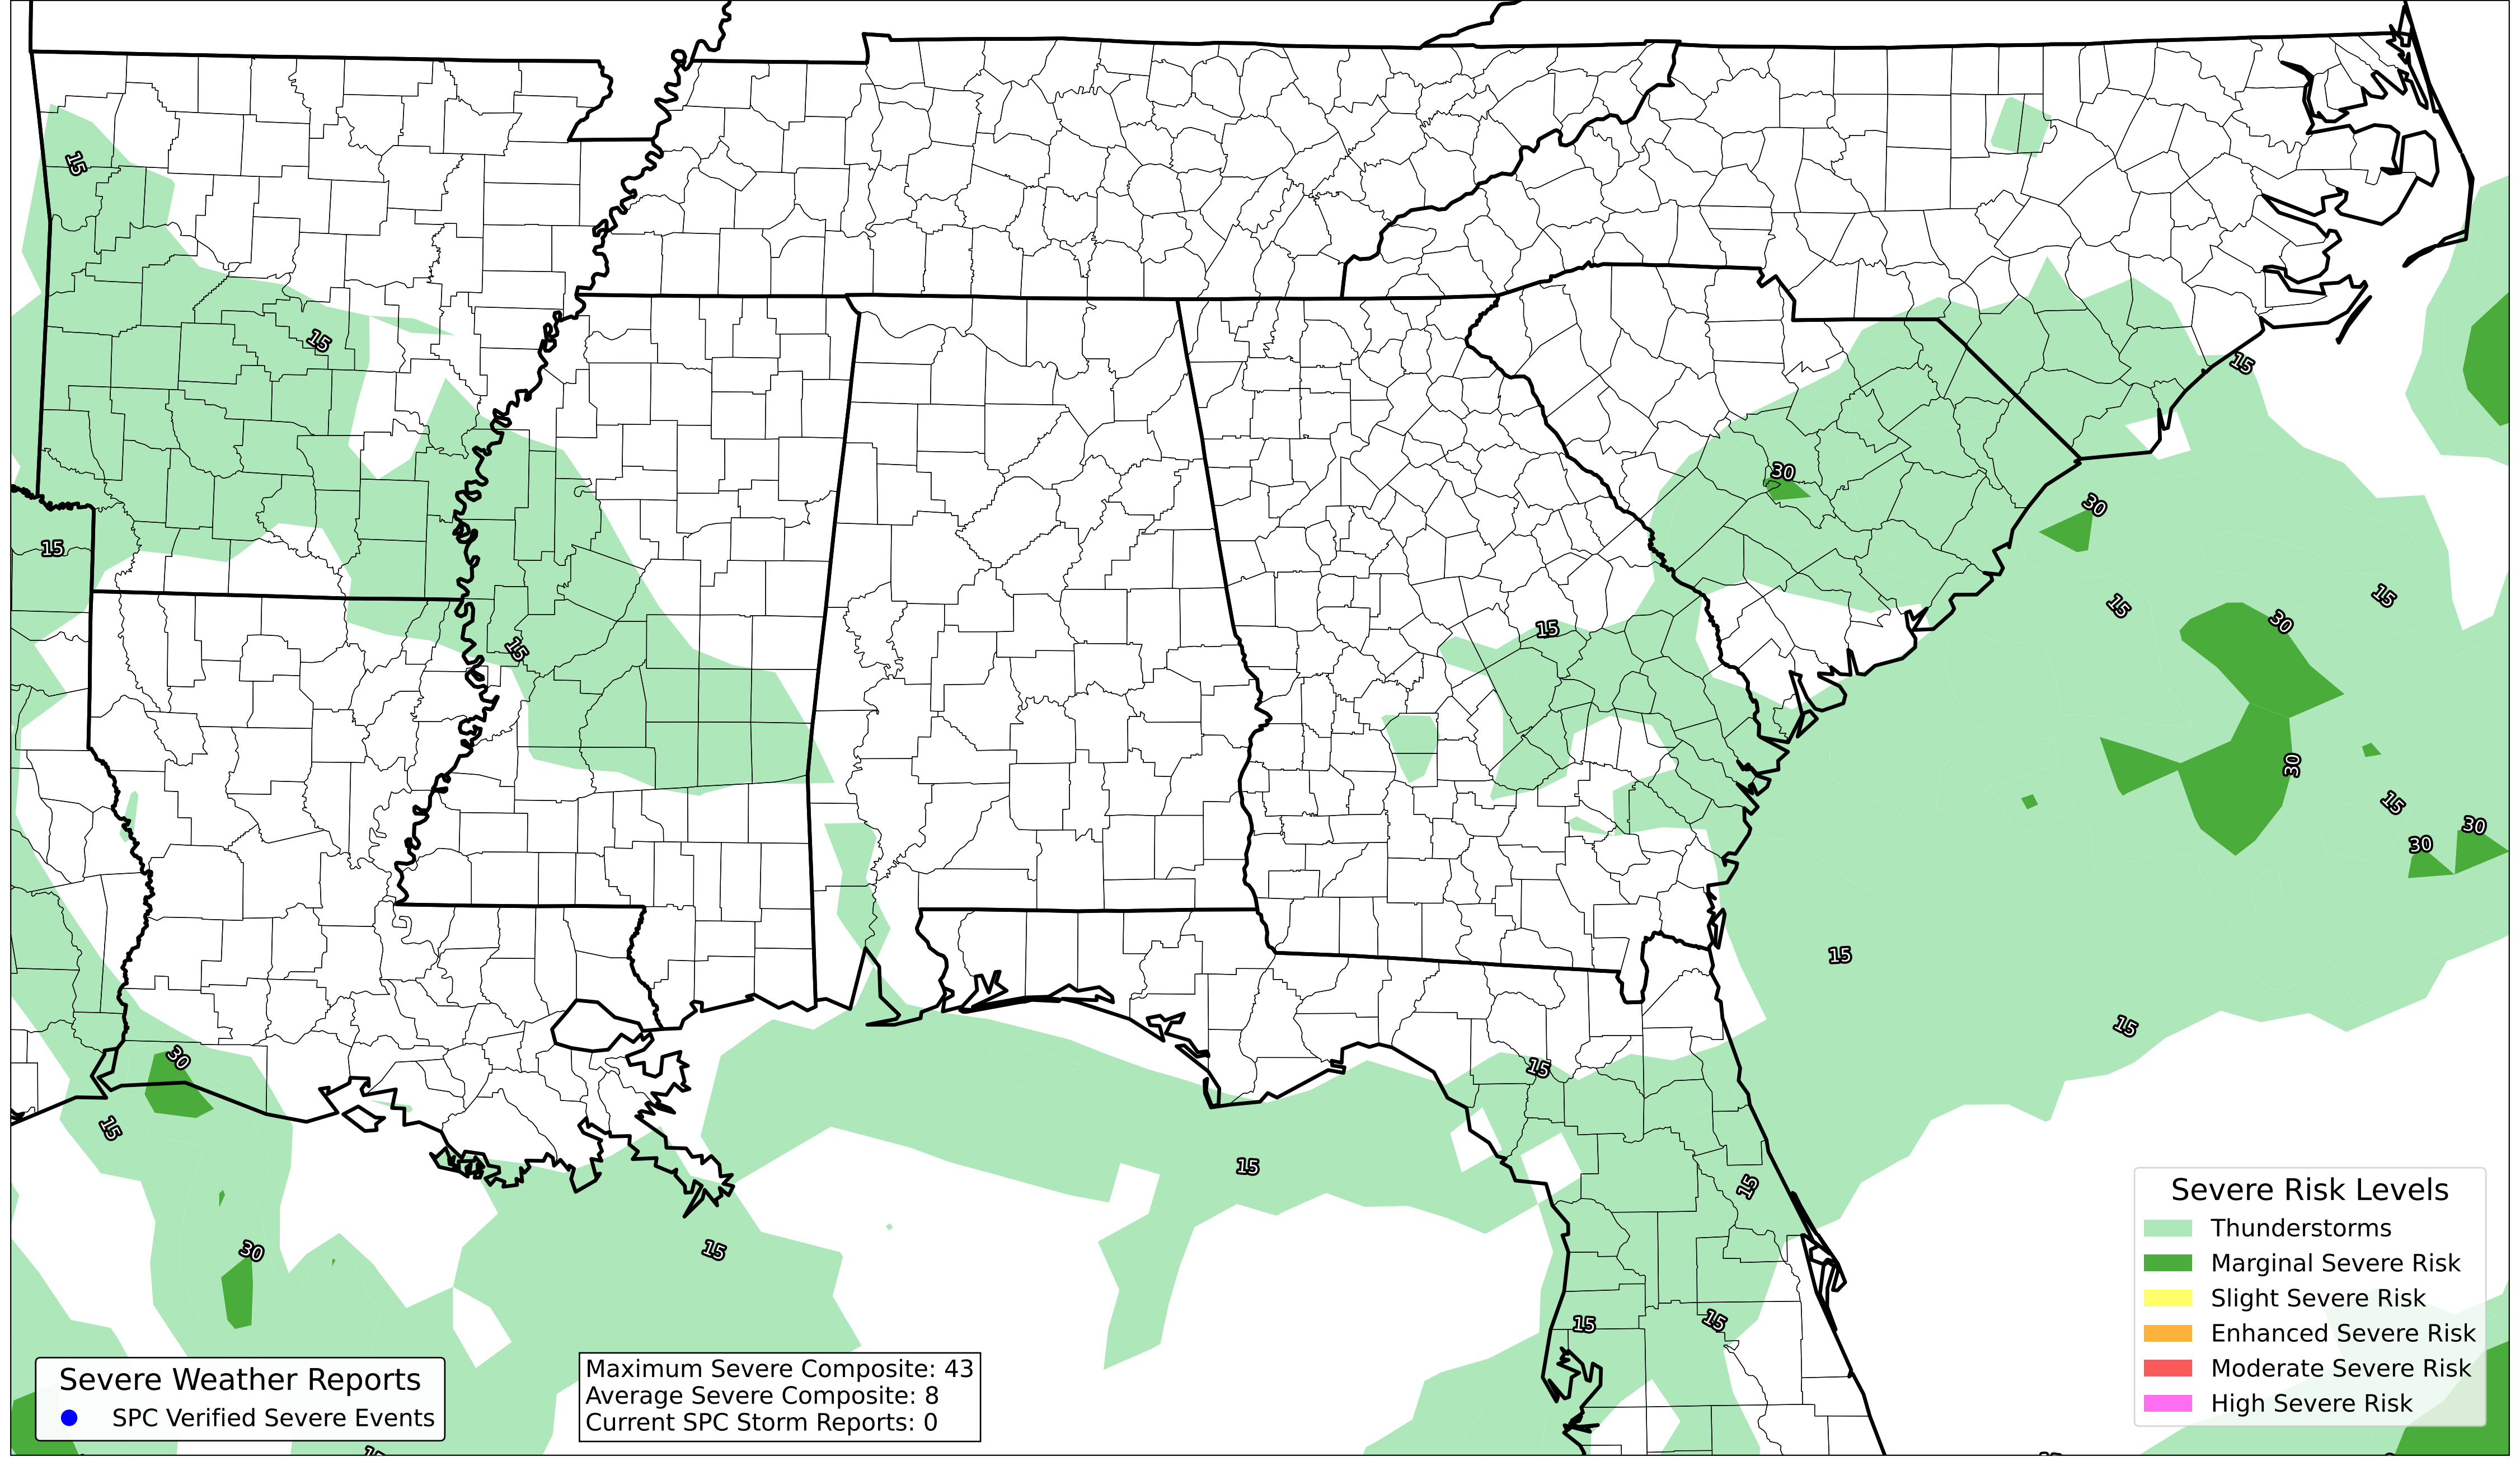 15
15
30
15
30
15
15
15
15
30
15
30
15
30
30
15
30
15
15
15
15
15
30
15
30
15
15
15
Severe Risk Levels
Thunderstorms
Marginal Severe Risk
Slight Severe Risk
Enhanced Severe Risk
Moderate Severe Risk
High Severe Risk
Severe Weather Reports
SPC Verified Severe Events
Maximum Severe Composite: 43
Average Severe Composite: 8
Current SPC Storm Reports: 0